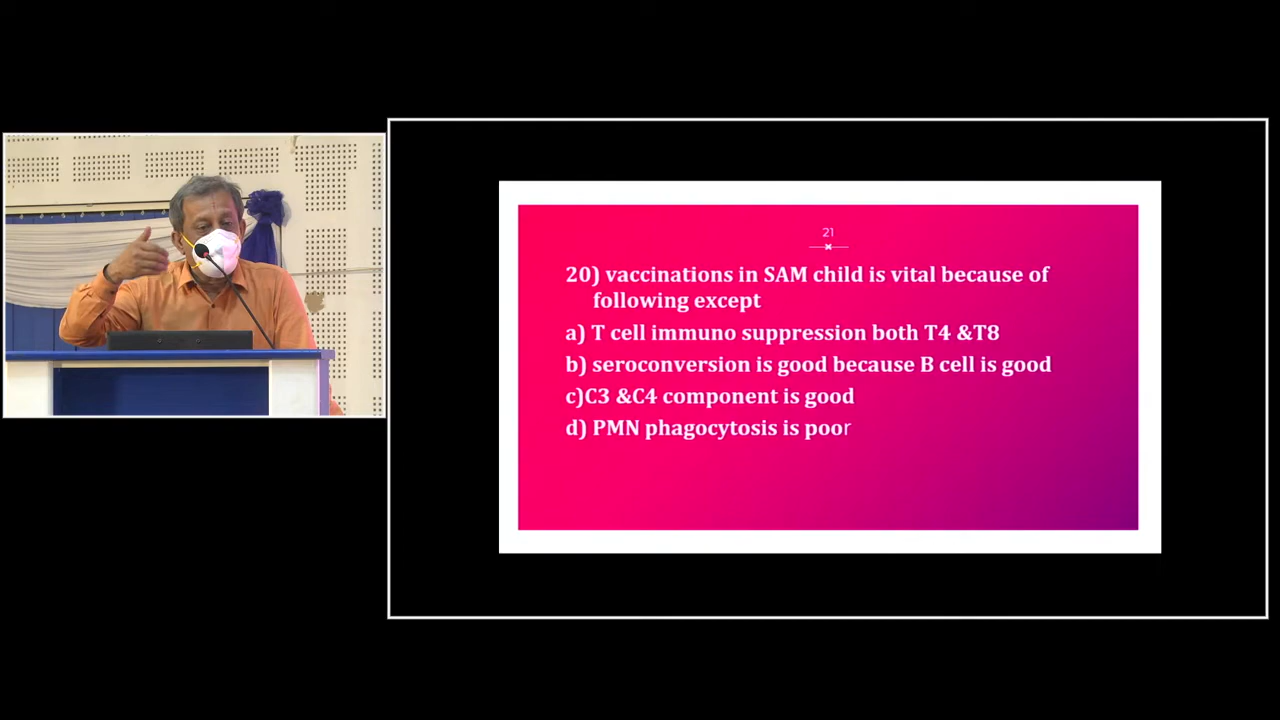 21
20) vaccinations in SAM child is vital because of
following except
a) T cell immuno suppression both T4 &T8
b) seroconversion is good because B cell is good
c)C3 &C4 component is good
d) PMN phagocytosis is poor